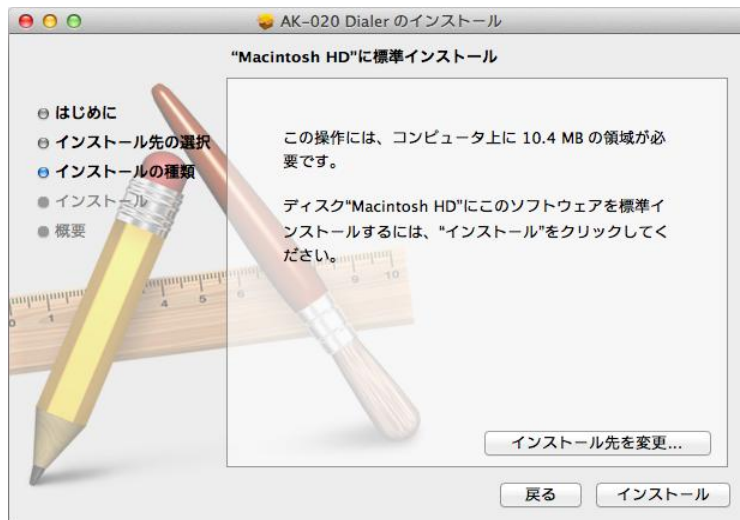 AK-020 Dialer のインストール
“Macintosh HD”に標準インストール
はじめに
インストール先の選択
インストールの種類
インストール
概要
この操作には、コンピュータ上に 10.4 MB の領域が必
要です。
ディスク“Macintosh HD”にこのソフトウェアを標準イ
ンストールするには、“インストール”をクリックしてく
ださい。
0 1 4 5 6 9 10
インストール先を変更...
戻る
インストール